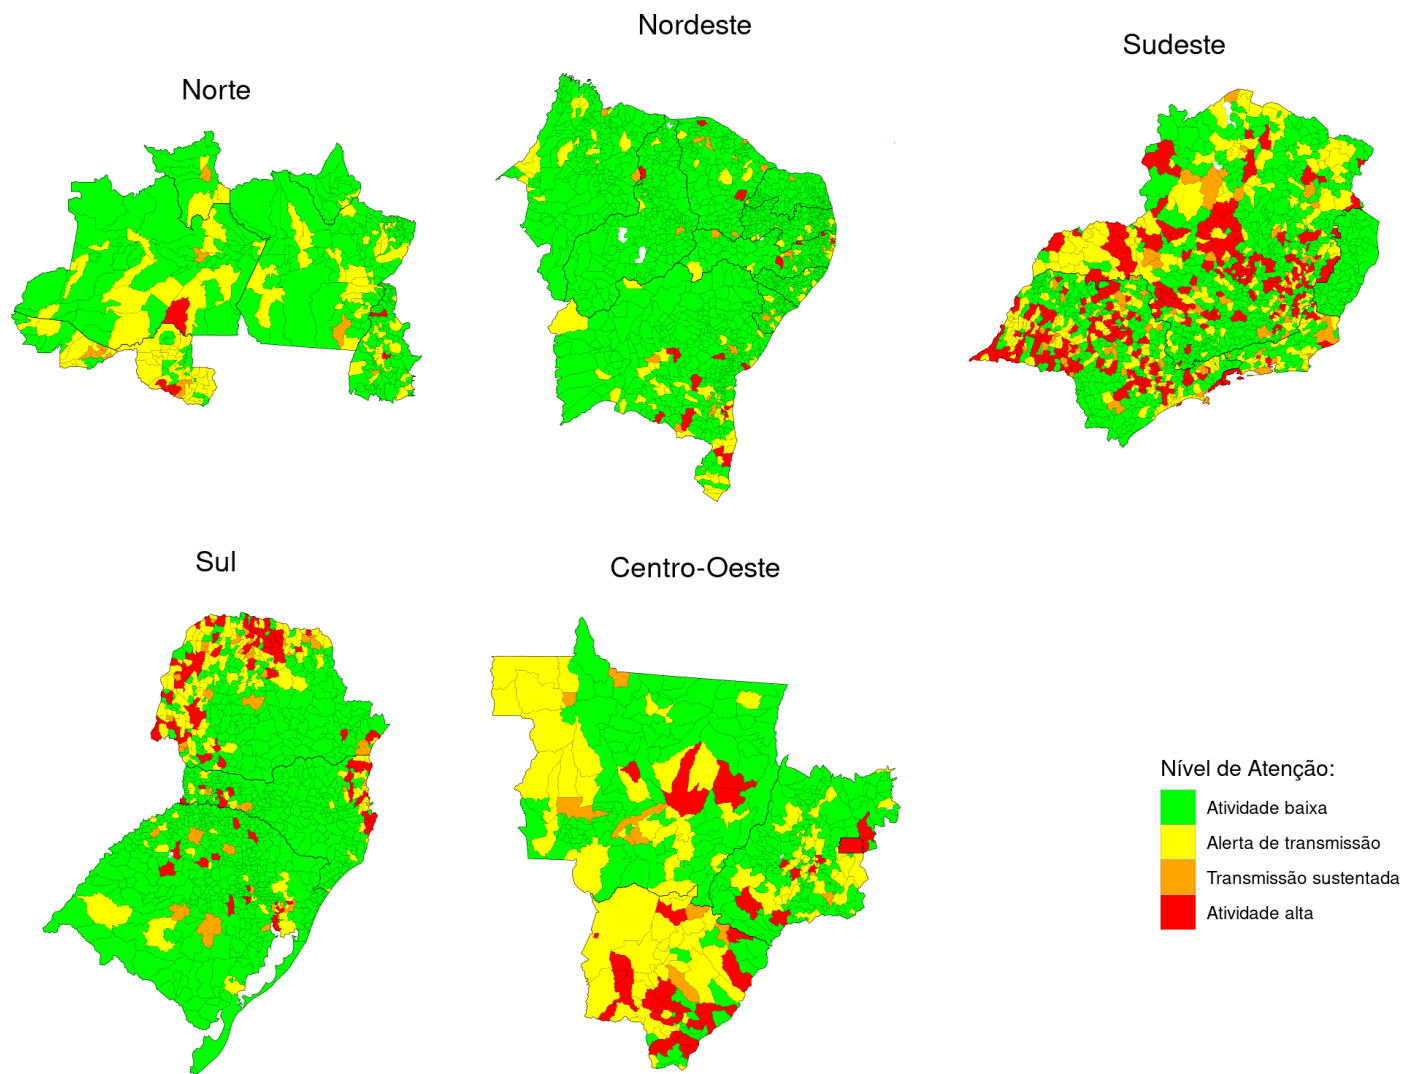 Nordeste
Sudeste
Norte
Sul
Centro-Oeste
Nível de Atenção:
Atividade baixa
Alerta de transmissão
Transmissão sustentada
Atividade alta